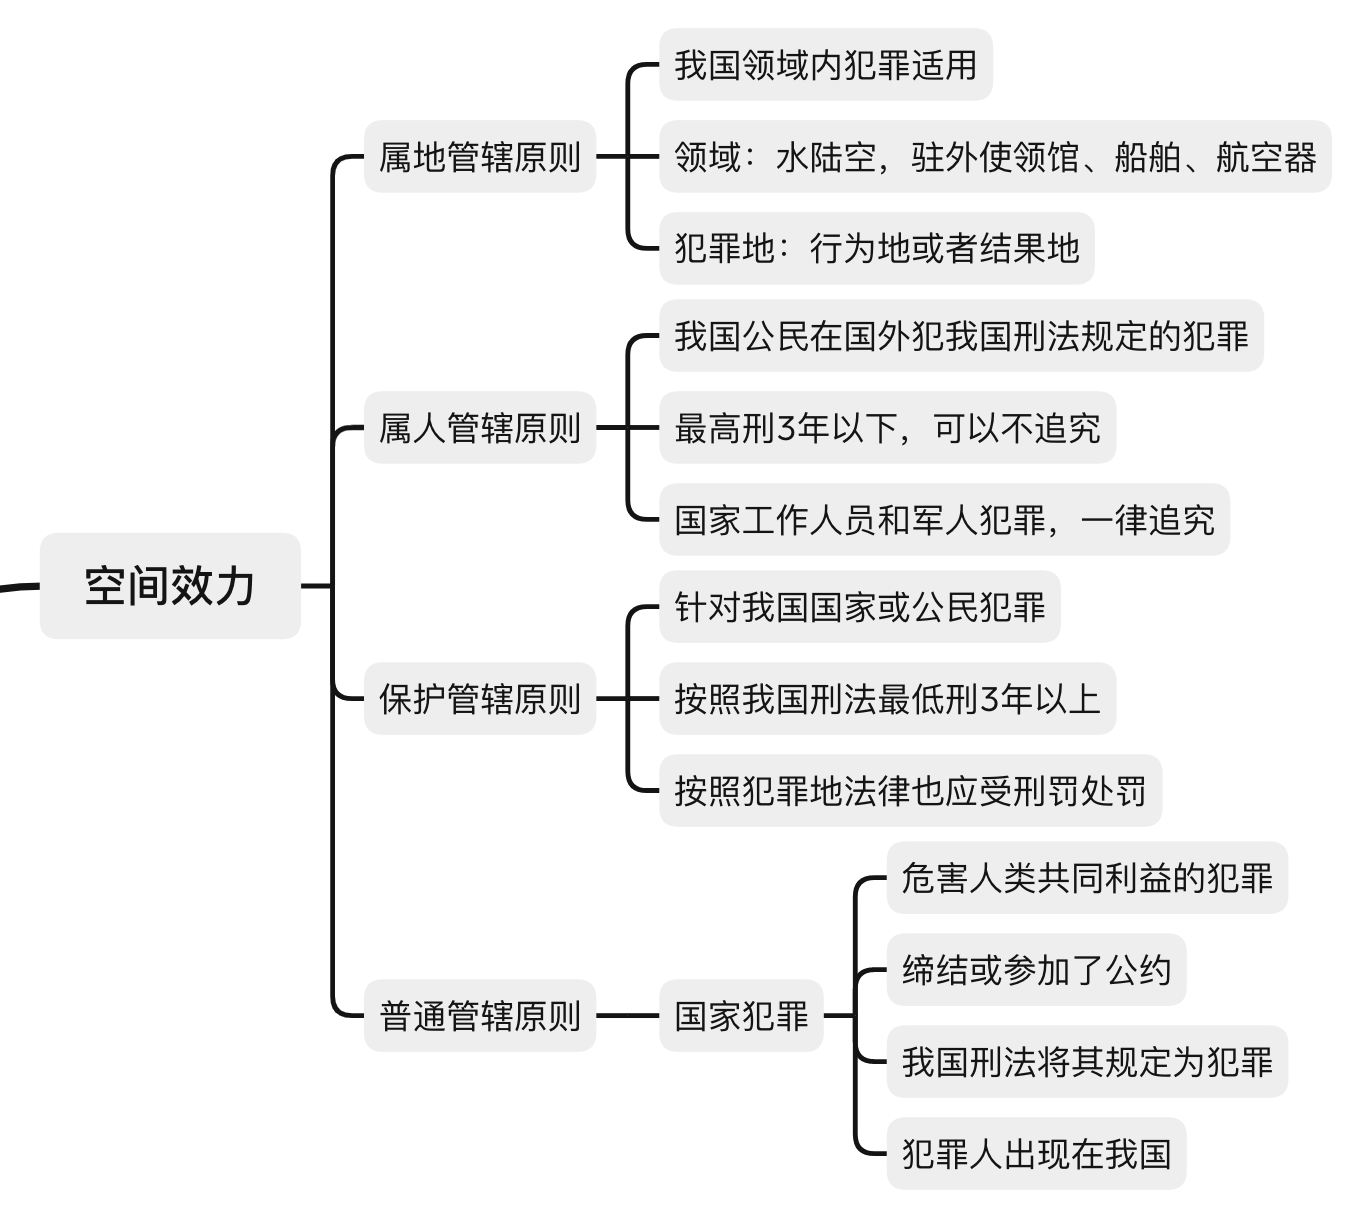 空间效力
属地管辖原则
我国领域内犯罪适用
领域：水陆空，驻外使领馆、船舶、航空器
犯罪地：行为地或者结果地
属人管辖原则
我国公民在国外犯我国刑法规定的犯罪
最高刑3年以下，可以不追究
国家工作人员和军人犯罪，一律追究
保护管辖原则
针对我国国家或公民犯罪
按照我国刑法最低刑3年以上
按照犯罪地法律也应受刑罚处罚
普通管辖原则
国家犯罪
危害人类共同利益的犯罪
缔结或参加了公约
我国刑法将其规定为犯罪
犯罪人出现在我国